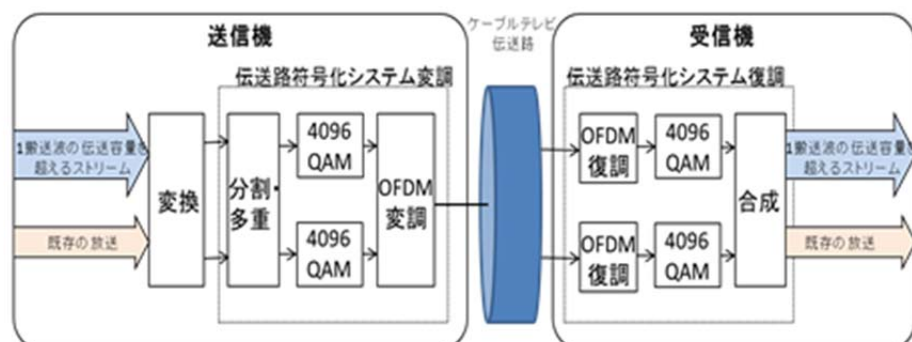 送信機
ケーブルテレビ
伝送路
受信機
伝送路符号化システム変調
伝送路符号化システム復調
1搬送波の伝送容量を
超えるストリーム
既存の放送
変換
分割・
多重
4096
QAM
4096
QAM
OFDM
変調
OFDM
復調
4096
QAM
OFDM
復調
4096
QAM
合成
1搬送波の伝送容量を
超えるストリーム
既存の放送